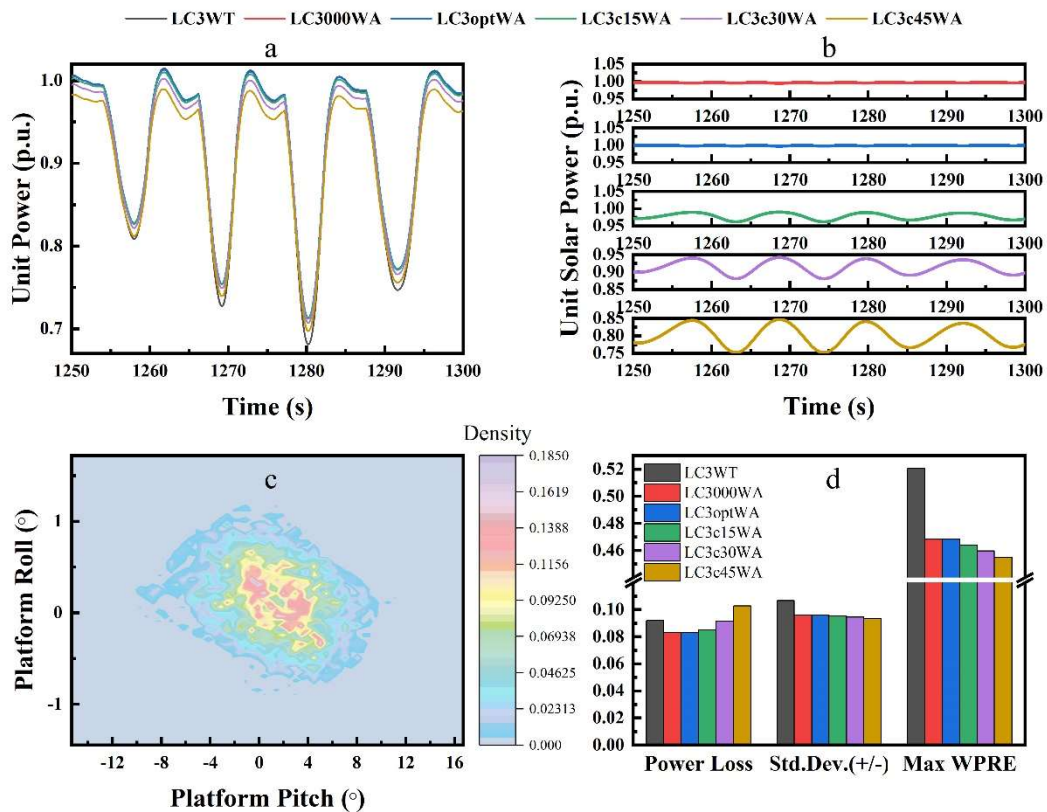 LC3WT LC3000WA LC3optWA LC3c15WA LC3c30WA LC3c45WA
a
Unit Power (p.u.)
1.0
0.9
0.8
0.7
1250 1260 1270 1280 1290 1300
Time (s)
b
Unit Solar Power (p.u.)
1.05
1.00
0.95
1250 1260 1270 1280 1290 1300
1.05
1.00
0.95
1250 1260 1270 1280 1290 1300
1.05
1.00
0.95
1250 1260 1270 1280 1290 1300
0.95
0.90
0.85
1250 1260 1270 1280 1290 1300
0.85
0.80
0.75
1250 1260 1270 1280 1290 1300
Time (s)
c
Platform Roll (°)
1
0
-1
-12 -8 -4 0 4 8 12 16
Platform Pitch (°)
Density
0.1850
0.1619
0.1388
0.1156
0.09250
0.06938
0.04625
0.02313
0.000
d
0.52
0.50
0.48
0.46
0.10
0.08
0.06
0.04
0.02
0.00
LC3WT
LC3000WA
LC3optWA
LC3c15WA
LC3c30WA
LC3c45WA
Power Loss Std.Dev.(+/-) Max WPRE